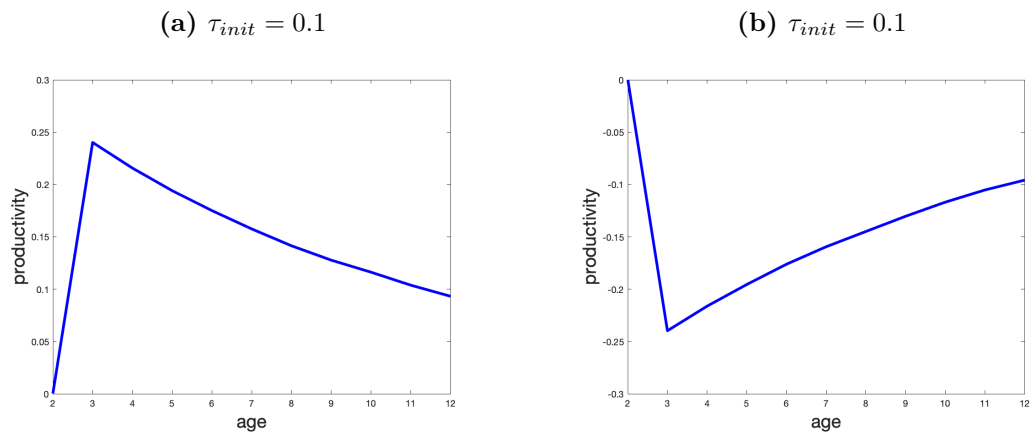 (a) τ_init = 0.1
0.3
0.25
0.2
0.15
0.1
0.05
0
productivity
2 3 4 5 6 7 8 9 10 11 12
age
(b) τ_init = 0.1
0
-0.05
-0.1
-0.15
-0.2
-0.25
-0.3
productivity
2 3 4 5 6 7 8 9 10 11 12
age